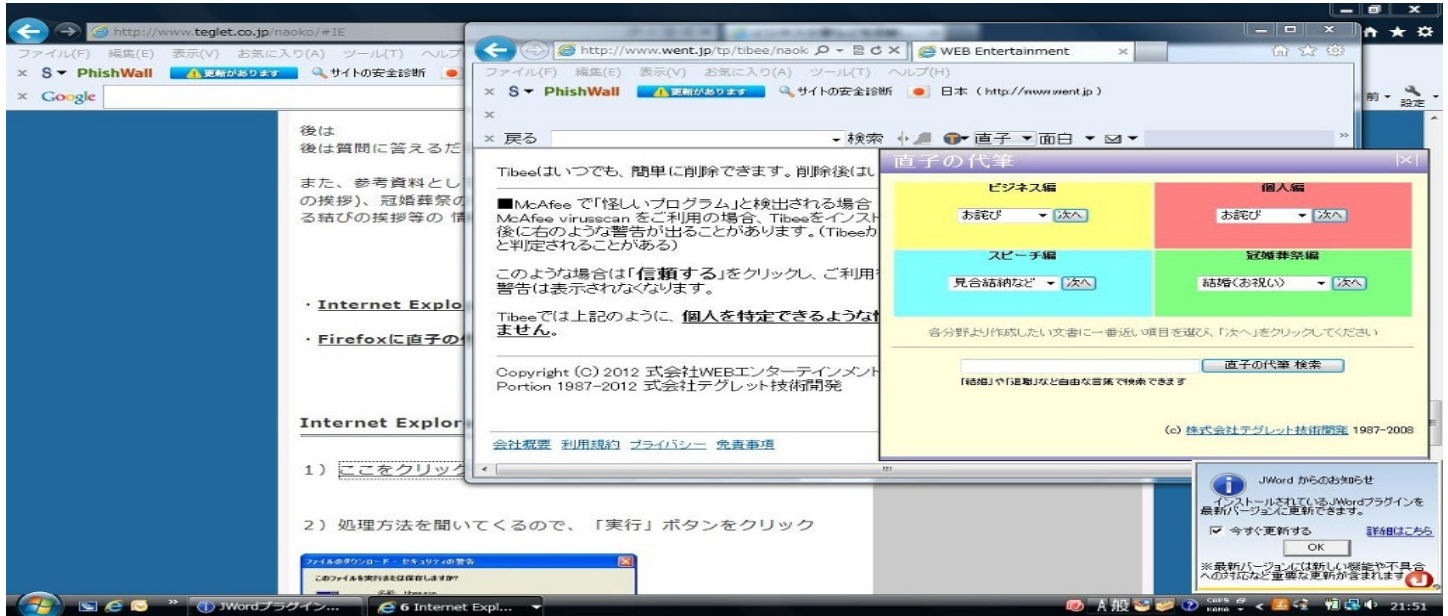 http://www.teglet.co.jp/naoko/#IE
ファイル(F) 編集(E) 表示(V) お気に入り(A) ツール(T) ヘルプ
× S PhishWall 更新があります サイトの安全診断
× Google
前
設定
後は
後は質問に答えるだ
また、参考資料とし
の挨拶)、冠婚葬祭の
る結びの挨拶等の 情
・Internet Explo
・Firefoxに直子の
Internet Explor
1) ここをクリック
2) 処理方法を聞いてくるので、「実行」ボタンをクリック
ファイルのダウンロード - セキュリティの警告
このファイルを実行または保存しますか?
http://www.went.jp/tp/tibee/naok
WEB Entertainment ×
ファイル(F) 編集(E) 表示(V) お気に入り(A) ツール(T) ヘルプ(H)
× S PhishWall 更新があります サイトの安全診断 日本 (http://www.went.jp)
×
× 戻る 検索 直子 面白
Tibeeはいつでも、簡単に削除できます。削除後はい
■McAfee で「怪しいプログラム」と検出される場合
McAfee virusscan をご利用の場合、Tibeeをインスト
後に右のような警告が出ることがあります。(Tibeeが
と判定されることがある)
このような場合は「信頼する」をクリックし、ご利用
警告は表示されなくなります。
Tibeeでは上記のように、個人を特定できるような
ません。
Copyright (C) 2012 式会社WEBエンターテインメント
Portion 1987-2012 式会社テグレット技術開発
会社概要 利用規約 プライバシー 免責事項
直子の代筆
ビジネス編
お詫び 次へ
個人編
お詫び 次へ
スピーチ編
見合結納など 次へ
冠婚葬祭編
結婚(お祝い) 次へ
各分野より作成したい文書に一番近い項目を選び、「次へ」をクリックしてください
直子の代筆 検索
「結婚」や「退職」など自由な言葉で検索できます
(c) 株式会社テグレット技術開発 1987-2008
JWord からのお知らせ
インストールされているJWordプラグインを
最新バージョンに更新できます。
今すぐ更新する 詳細はこちら
OK
※最新バージョンには新しい機能や不具合
への対応など重要な更新が含まれます
JWordプラグイン... 6 Internet Expl... A 般 CAPS KANA 21:51